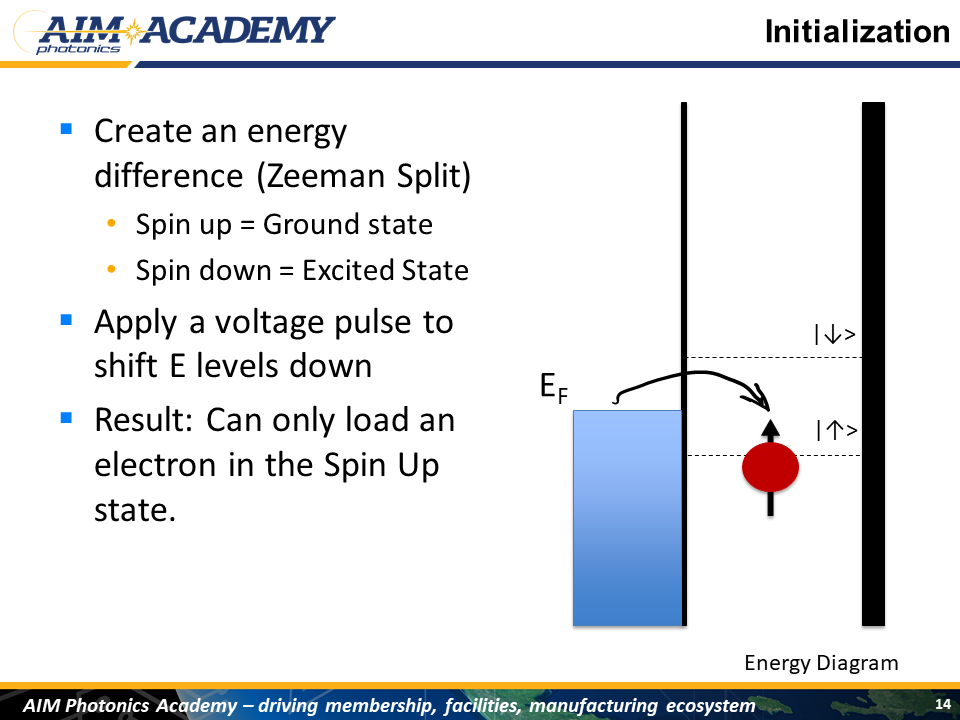 AIM ACADEMY
photonics
Initialization
Create an energy
difference (Zeeman Split)
Spin up = Ground state
Spin down = Excited State
Apply a voltage pulse to
shift E levels down
Result: Can only load an
electron in the Spin Up
state.
|↓>
EF
|↑>
Energy Diagram
AIM Photonics Academy – driving membership, facilities, manufacturing ecosystem
14